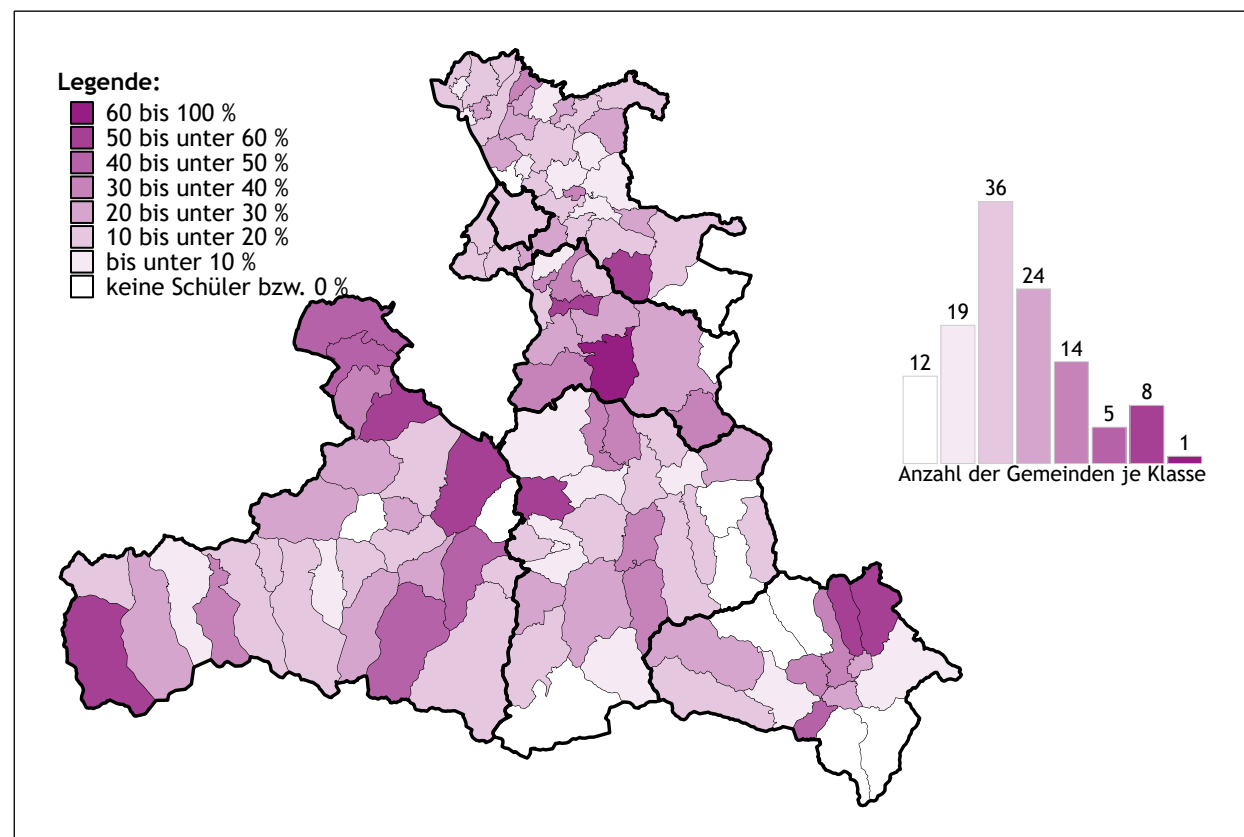 Legende:
60 bis 100 %
50 bis unter 60 %
40 bis unter 50 %
30 bis unter 40 %
20 bis unter 30 %
10 bis unter 20 %
bis unter 10 %
keine Schüler bzw. 0 %
12
19
36
24
14
5
8
1
Anzahl der Gemeinden je Klasse